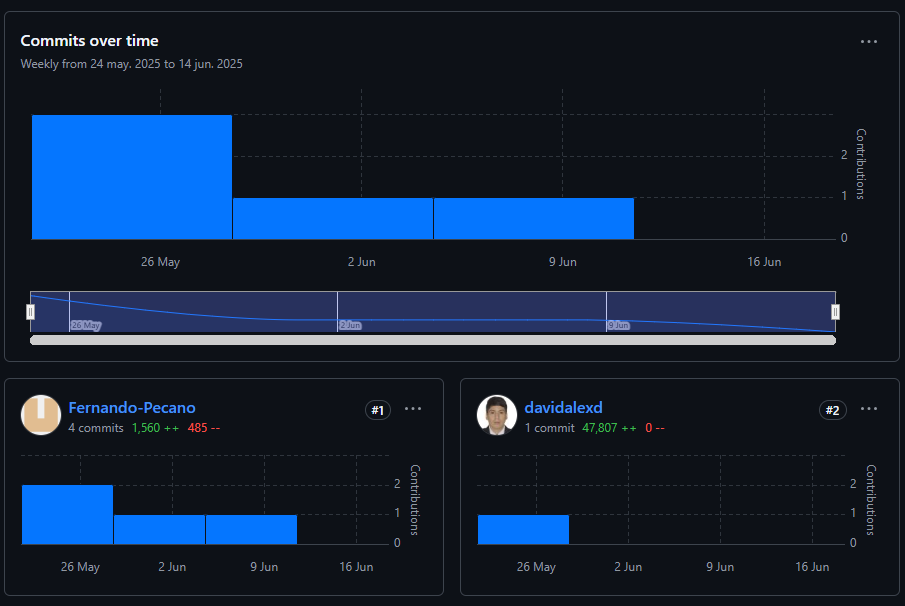 Commits over time
Weekly from 24 may. 2025 to 14 jun. 2025
2
1
0
Contributions
26 May
2 Jun
9 Jun
16 Jun
26 May
2 Jun
9 Jun
Fernando-Pecano
#1
4 commits 1,560 ++ 485 --
2
1
0
Contributions
26 May
2 Jun
9 Jun
16 Jun
davidalexd
#2
1 commit 47,807 ++ 0 --
2
1
0
Contributions
26 May
2 Jun
9 Jun
16 Jun